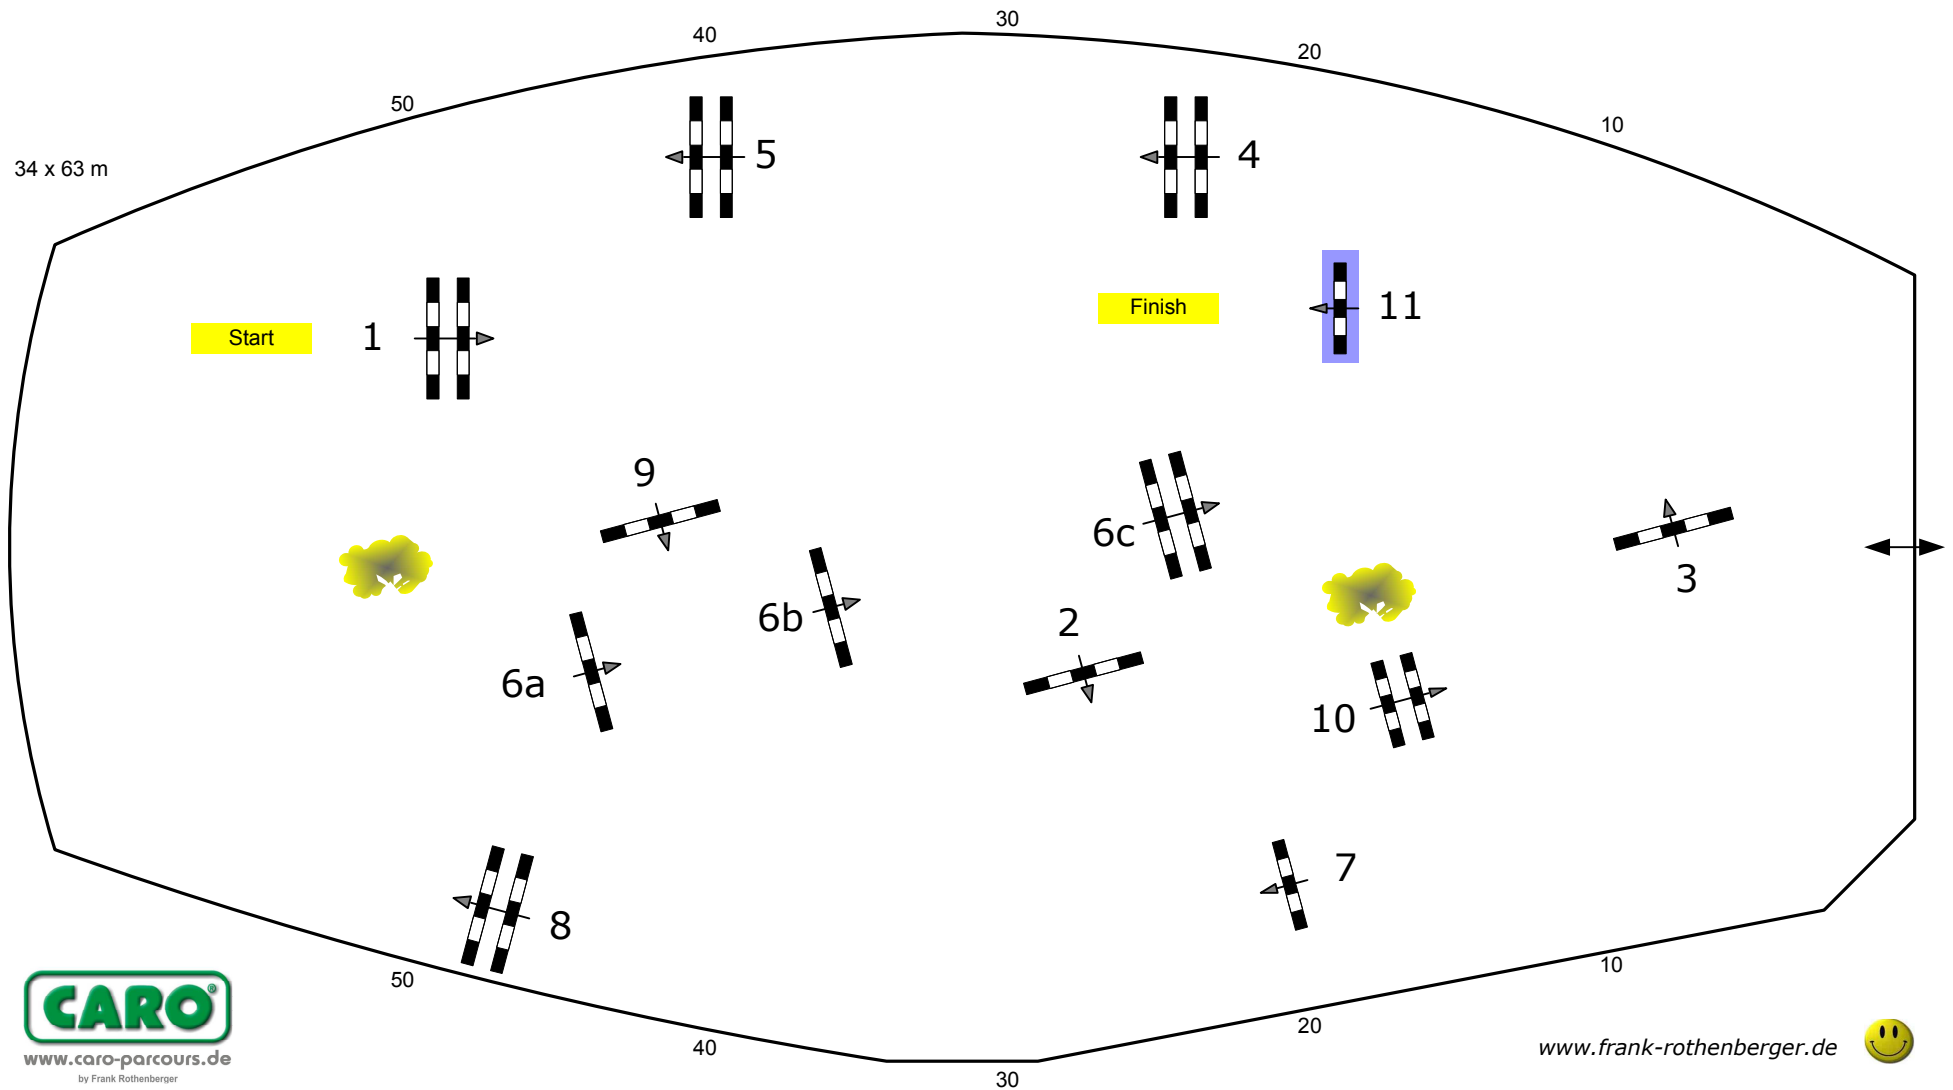 30
40
20
50
10
34 x 63 m
5
4
Start
1
Finish
11
9
6c
3
6b
2
6a
10
7
8
50
10
20
40
30
CARO®
www.caro-parcours.de
by Frank Rothenberger
www.frank-rothenberger.de